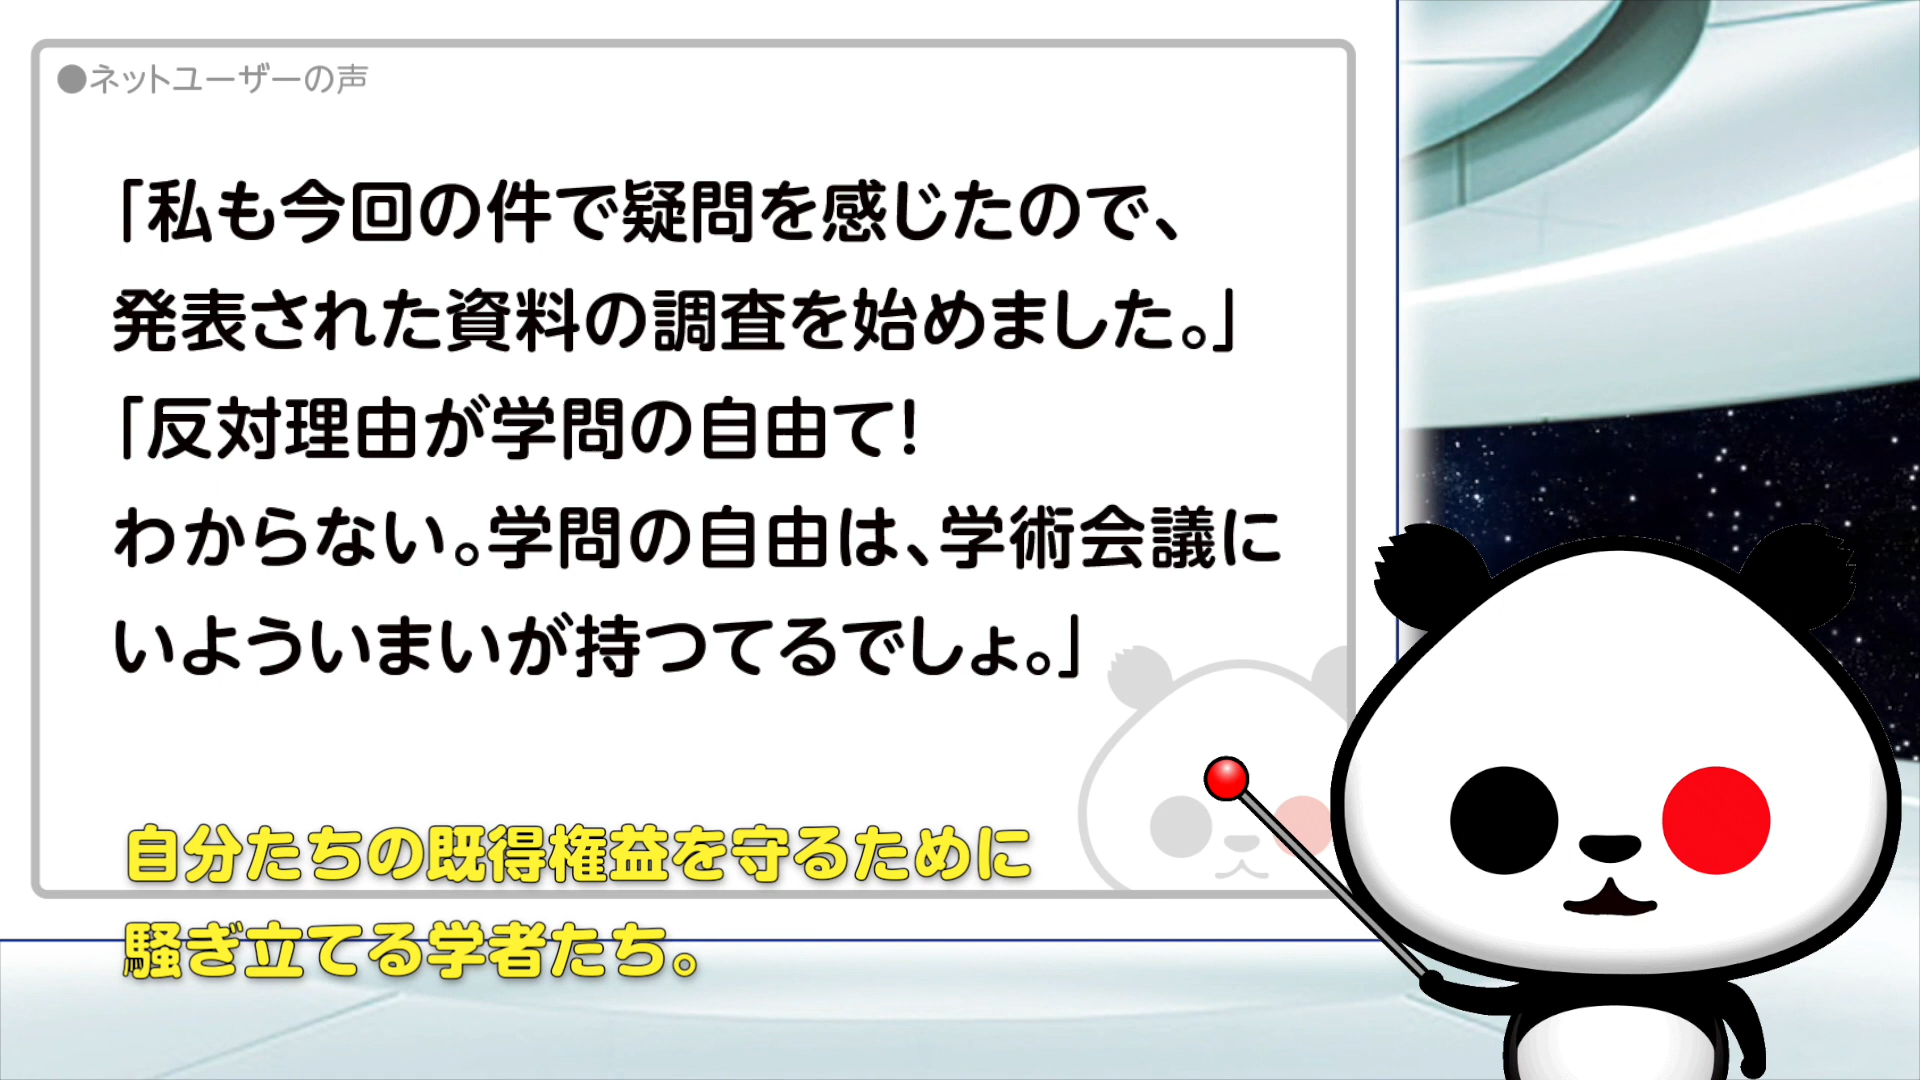 ●ネットユーザーの声
「私も今回の件で疑問を感じたので、
発表された資料の調査を始めました。」
「反対理由が学問の自由て!
わからない。学問の自由は、学術会議に
いよういまいが持つてるでしょ。」
自分たちの既得権益を守るために
騒ぎ立てる学者たち。